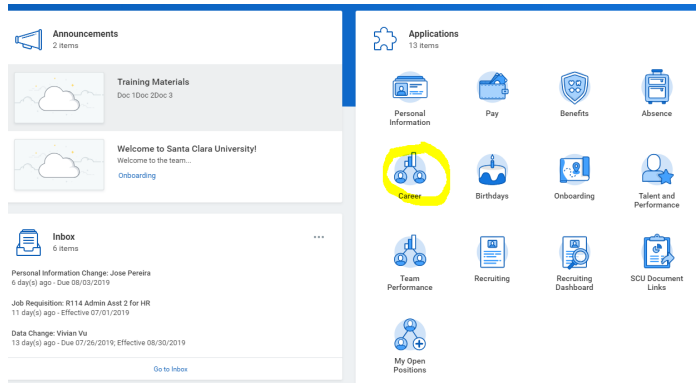 Announcements
2 items
Training Materials
Doc 1Doc 2Doc 3
Welcome to Santa Clara University!
Welcome to the team...
Onboarding
Inbox
6 items
Personal Information Change: Jose Pereira
6 day(s) ago - Due 08/03/2019
Job Requisition: R114 Admin Asst 2 for HR
11 day(s) ago - Effective 07/01/2019
Data Change: Vivian Vu
13 day(s) ago - Due 07/26/2019; Effective 08/30/2019
Go to Inbox
Applications
13 items
Personal
Information
Pay
Benefits
Absence
Career
Birthdays
Onboarding
Talent and
Performance
Team
Performance
Recruiting
Recruiting
Dashboard
SCU Document
Links
My Open
Positions